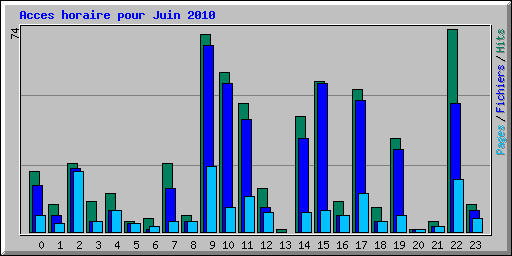 Acces horaire pour Juin 2010
74
Pages/Fichiers/Hits
0 1 2 3 4 5 6 7 8 9 10 11 12 13 14 15 16 17 18 19 20 21 22 23